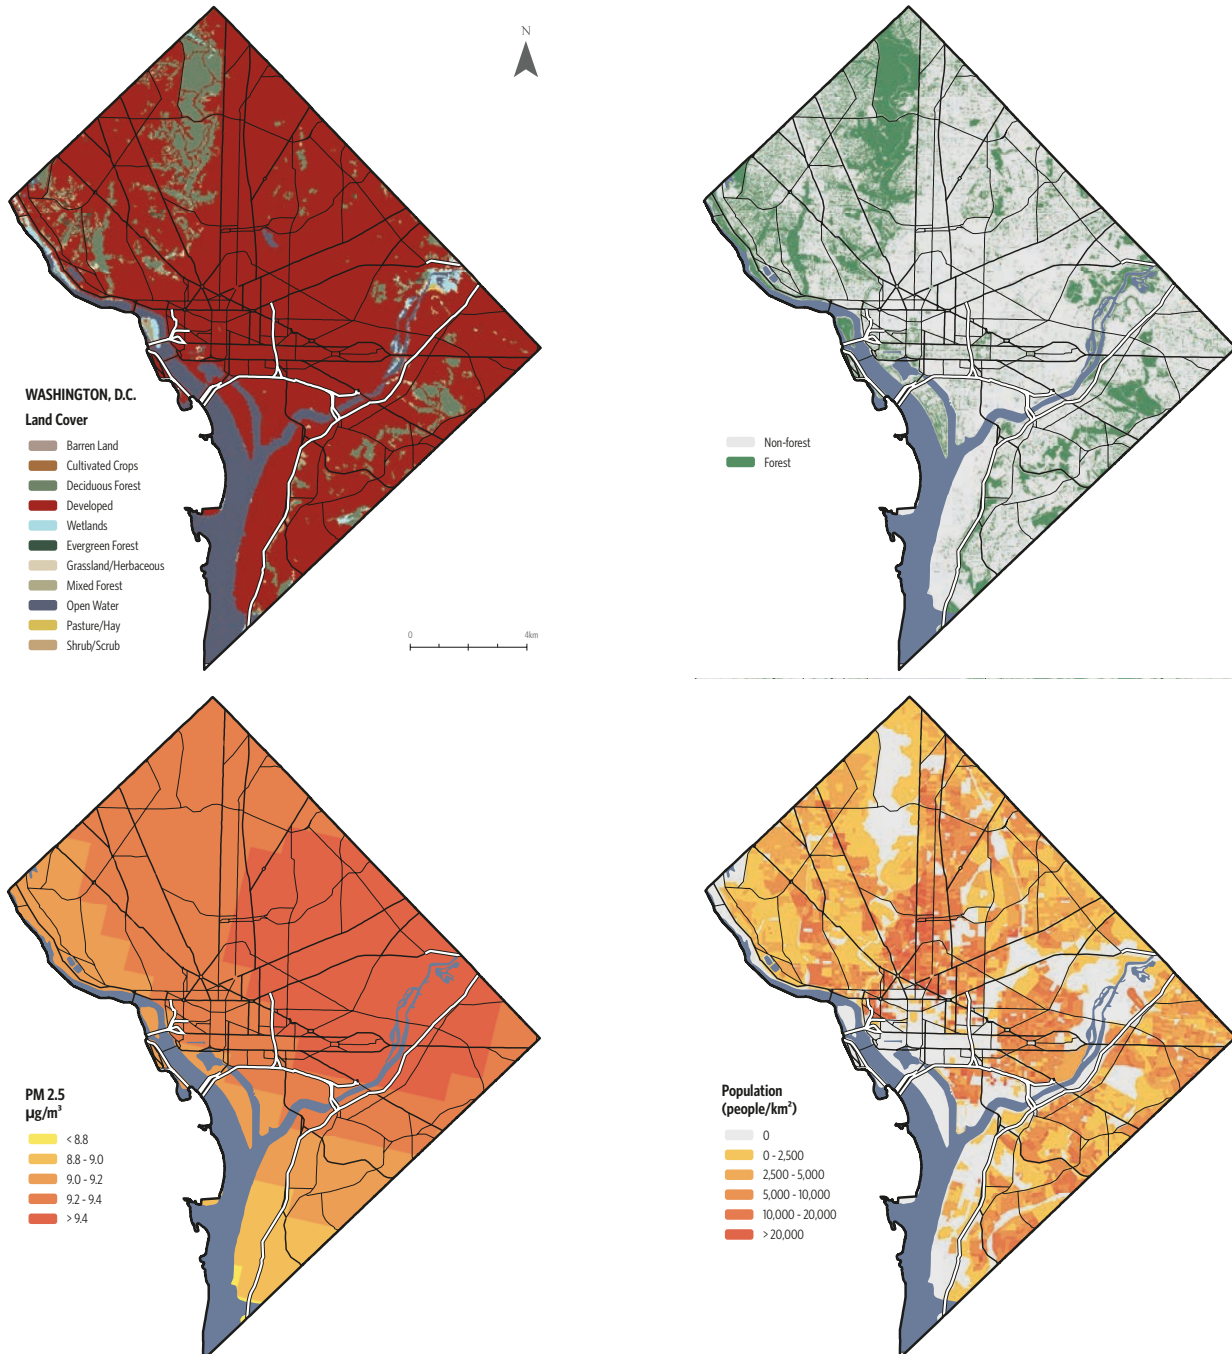 N
WASHINGTON, D.C.
Land Cover
Barren Land
Cultivated Crops
Deciduous Forest
Developed
Wetlands
Evergreen Forest
Grassland/Herbaceous
Mixed Forest
Open Water
Pasture/Hay
Shrub/Scrub
0 4km
Non-forest
Forest
PM 2.5
µg/m³
< 8.8
8.8 - 9.0
9.0 - 9.2
9.2 - 9.4
> 9.4
Population
(people/km²)
0
0 - 2,500
2,500 - 5,000
5,000 - 10,000
10,000 - 20,000
> 20,000